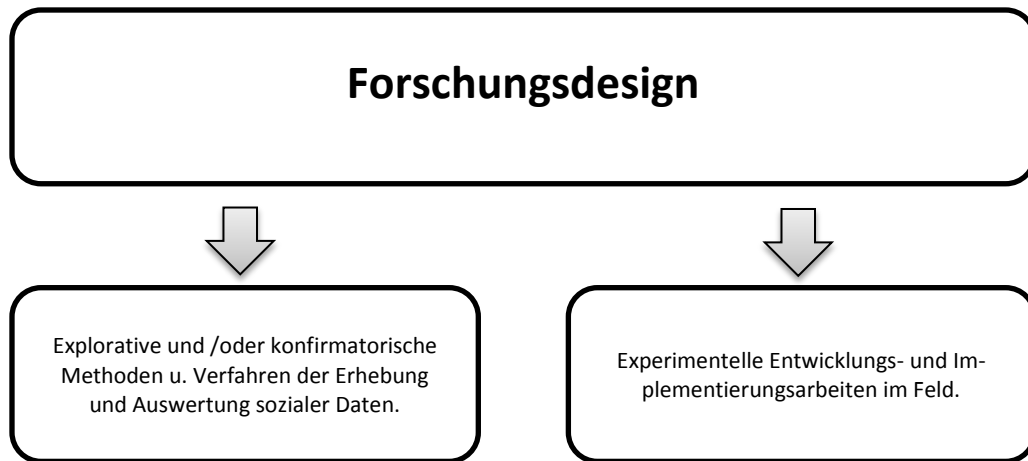 Forschungsdesign
Explorative und /oder konfirmatorische
Methoden u. Verfahren der Erhebung
und Auswertung sozialer Daten.
Experimentelle Entwicklungs- und Im-
plementierungsarbeiten im Feld.